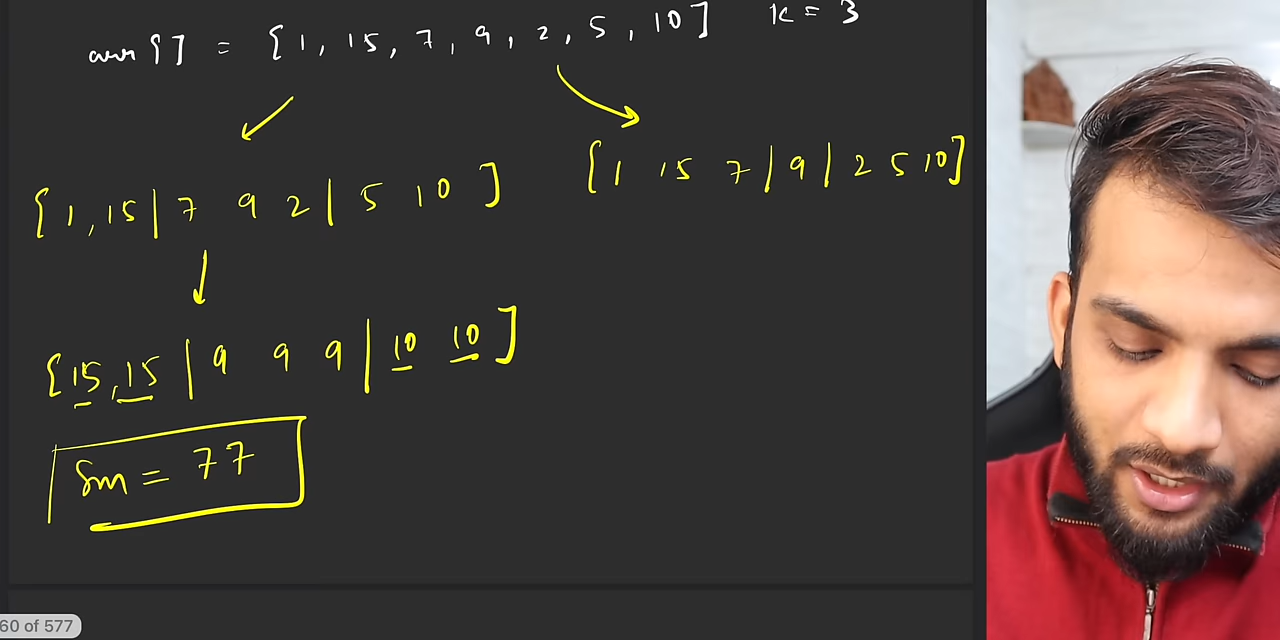 arr[] = [1, 15, 7, 9, 2, 5, 10] k = 3
[1, 15 | 7 9 2 | 5 10]
[1 15 7 | 9 | 2 5 10]
[15, 15 | 9 9 9 | 10 10]
Sm = 77
60 of 577